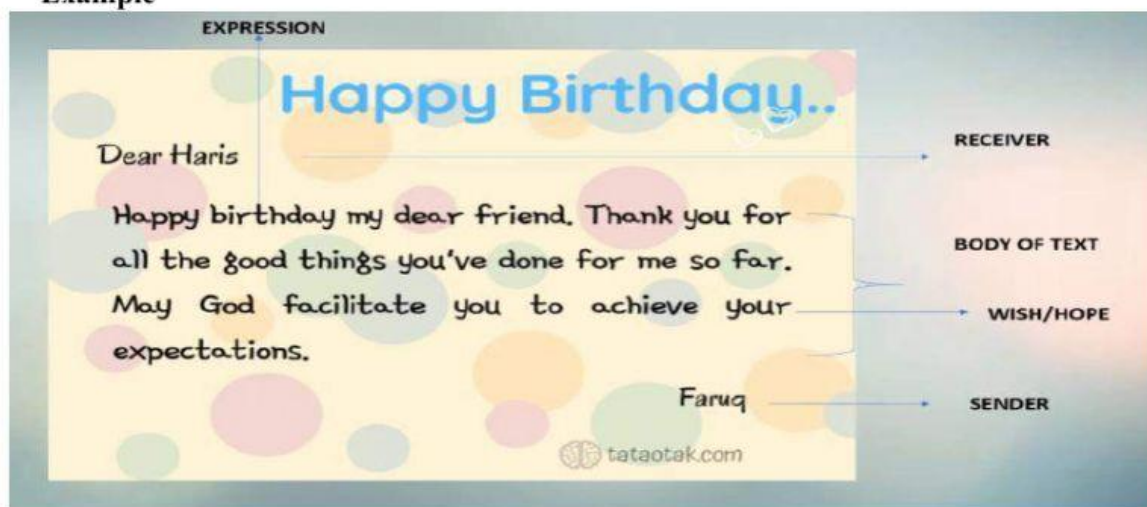 Example
EXPRESSION
Happy Birthday..
Dear Haris
RECEIVER
Happy birthday my dear friend. Thank you for
all the good things you've done for me so far.
BODY OF TEXT
May God facilitate you to achieve your
WISH/HOPE
expectations.
Faruq
SENDER
tataotak.com